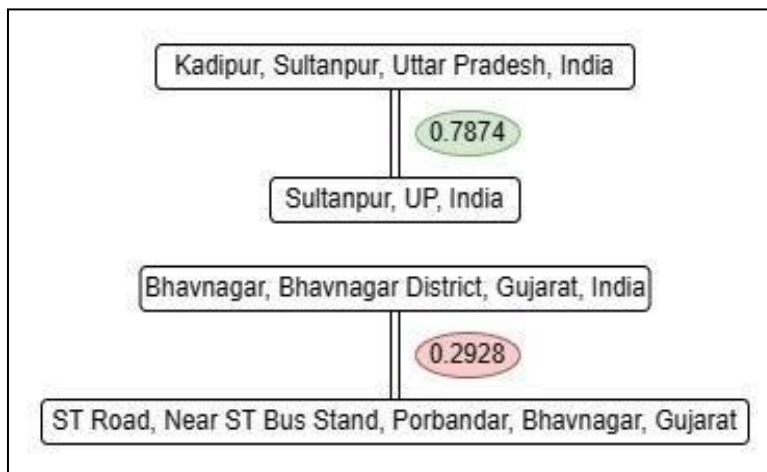 Kadipur, Sultanpur, Uttar Pradesh, India
0.7874
Sultanpur, UP, India
Bhavnagar, Bhavnagar District, Gujarat, India
0.2928
ST Road, Near ST Bus Stand, Porbandar, Bhavnagar, Gujarat